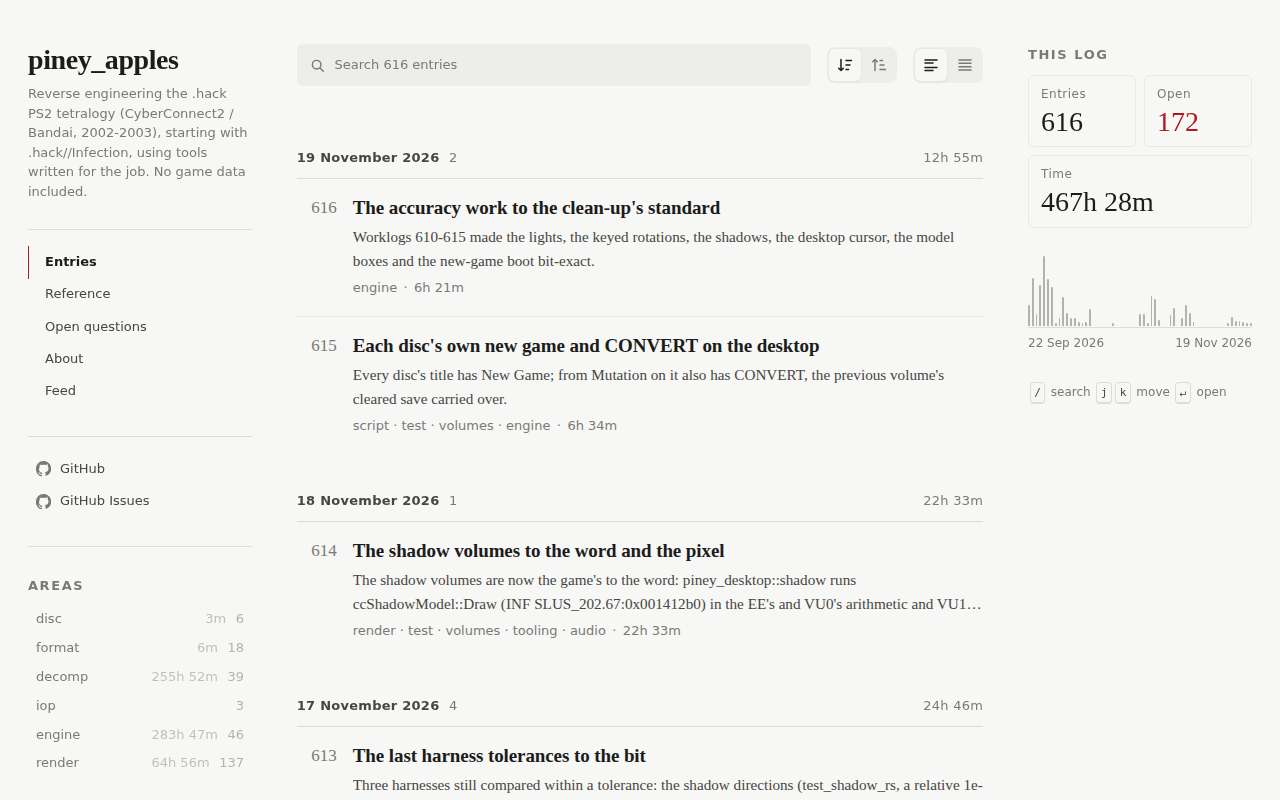 piney_apples
Reverse engineering the .hack
PS2 tetralogy (CyberConnect2 /
Bandai, 2002-2003), starting with
.hack//Infection, using tools
written for the job. No game data
included.
Entries
Reference
Open questions
About
Feed
GitHub
GitHub Issues
AREAS
disc 3m 6
format 6m 18
decomp 255h 52m 39
iop 3
engine 283h 47m 46
render 64h 56m 137
Search 616 entries
19 November 2026 2 12h 55m
616 The accuracy work to the clean-up's standard
Worklogs 610-615 made the lights, the keyed rotations, the shadows, the desktop cursor, the model
boxes and the new-game boot bit-exact.
engine · 6h 21m
615 Each disc's own new game and CONVERT on the desktop
Every disc's title has New Game; from Mutation on it also has CONVERT, the previous volume's
cleared save carried over.
script · test · volumes · engine · 6h 34m
18 November 2026 1 22h 33m
614 The shadow volumes to the word and the pixel
The shadow volumes are now the game's to the word: piney_desktop::shadow runs
ccShadowModel::Draw (INF SLUS_202.67:0x001412b0) in the EE's and VU0's arithmetic and VU1…
render · test · volumes · tooling · audio · 22h 33m
17 November 2026 4 24h 46m
613 The last harness tolerances to the bit
Three harnesses still compared within a tolerance: the shadow directions (test_shadow_rs, a relative 1e-
THIS LOG
Entries
616
Open
172
Time
467h 28m
22 Sep 2026 19 Nov 2026
/ search j k move ↵ open